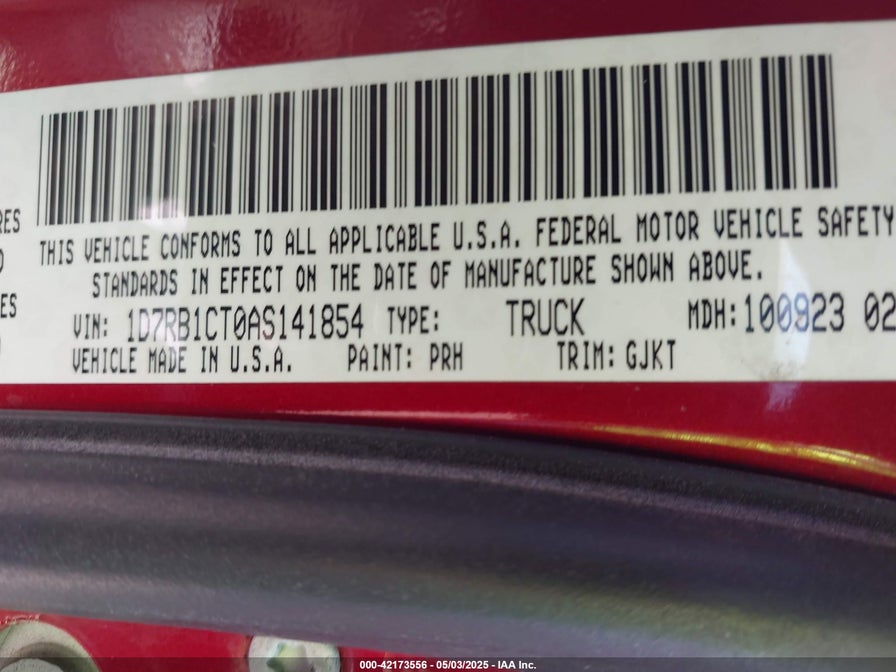 RES
THIS VEHICLE CONFORMS TO ALL APPLICABLE U.S.A. FEDERAL MOTOR VEHICLE SAFETY
STANDARDS IN EFFECT ON THE DATE OF MANUFACTURE SHOWN ABOVE.
ES
VIN: 1D7RB1CT0AS141854 TYPE: TRUCK MDH: 100923 02
VEHICLE MADE IN U.S.A. PAINT: PRH TRIM: GJKT
000-42173556 - 05/03/2025 - IAA Inc.